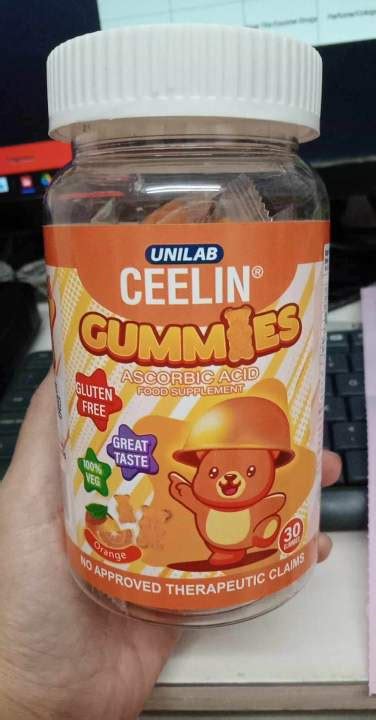 UNILAB
CEELIN®
GUMMIES
ASCORBIC ACID
FOOD SUPPLEMENT
GLUTEN
FREE
GREAT
TASTE
100%
VEG
Orange
30
GUMMIES
NO APPROVED THERAPEUTIC CLAIMS